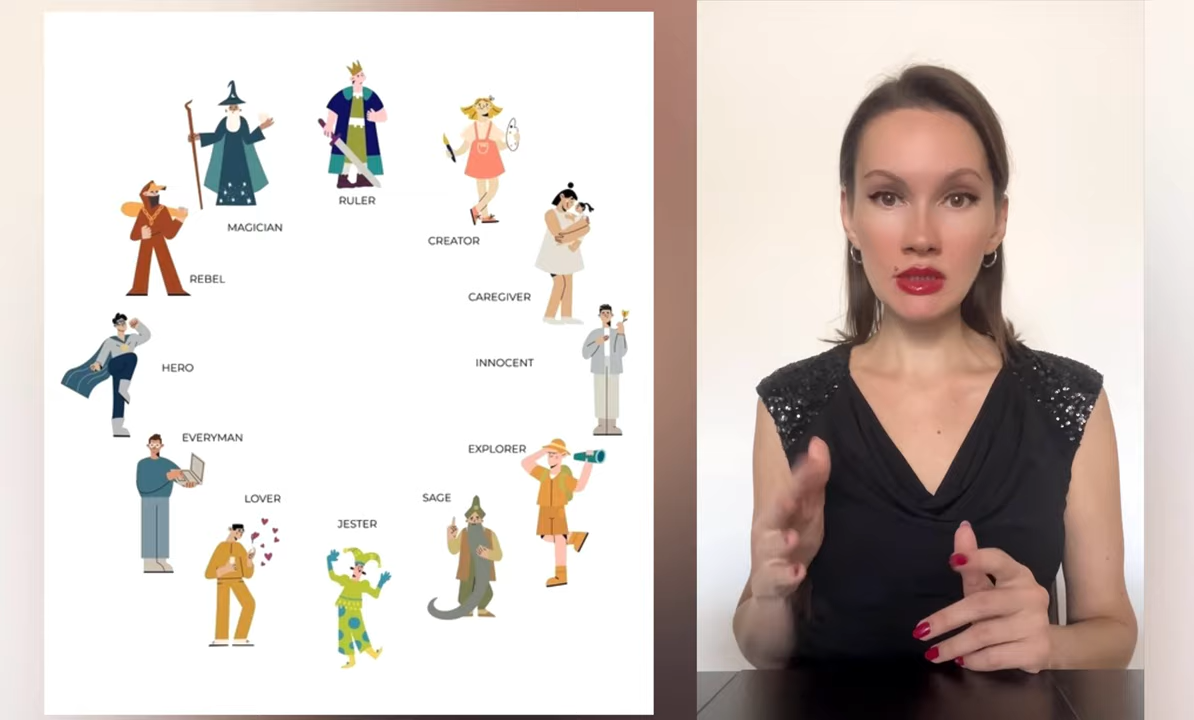 RULER
MAGICIAN
CREATOR
REBEL
CAREGIVER
INNOCENT
HERO
EVERYMAN
EXPLORER
LOVER
SAGE
JESTER